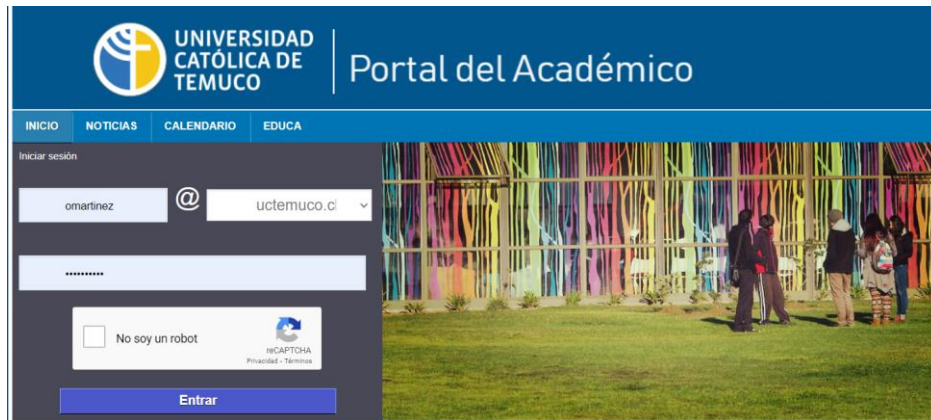 UNIVERSIDAD
CATÓLICA DE
TEMUCO
Portal del Académico
INICIO NOTICIAS CALENDARIO EDUCA
Iniciar sesión
omartinez @ uctemuco.cl
••••••••••
No soy un robot
reCAPTCHA
Privacidad - Términos
Entrar